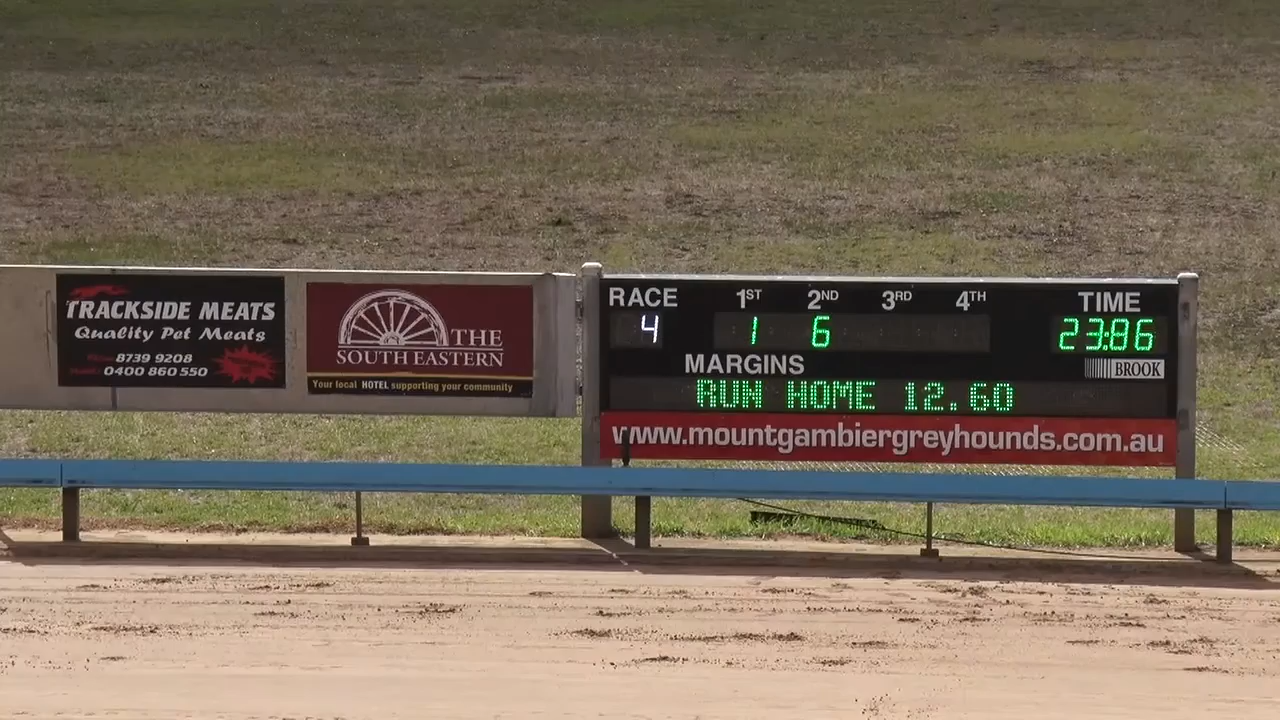 TRACKSIDE MEATS
Quality Pet Meats
8739 9208
0400 860 550
THE
SOUTH EASTERN
Your local HOTEL supporting your community
RACE 1ST 2ND 3RD 4TH TIME
4 1 6 23.86
MARGINS
BROOK
RUN HOME 12.60
www.mountgambiergreyhounds.com.au